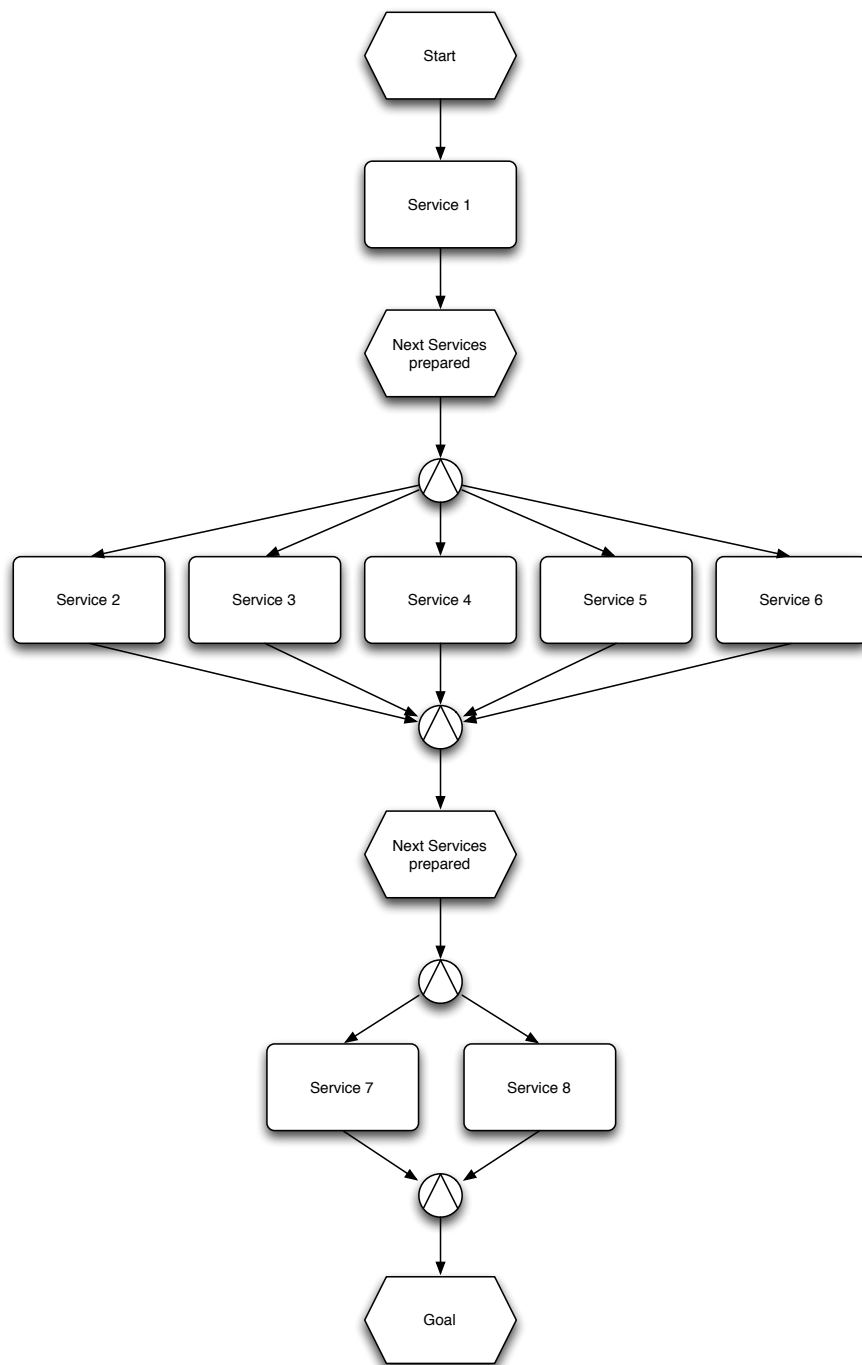 Start
Service 1
Next Services
prepared
Service 2
Service 3
Service 4
Service 5
Service 6
Next Services
prepared
Service 7
Service 8
Goal